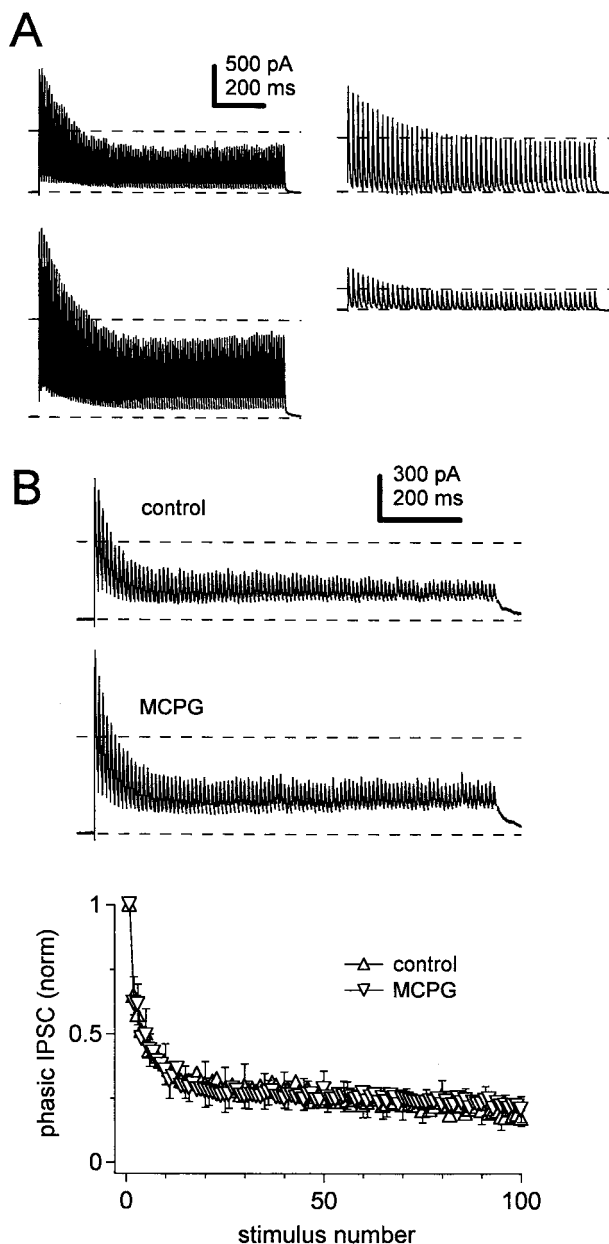 A
500 pA
200 ms
B
300 pA
200 ms
control
MCPG
1
0.5
0
phasic IPSC (norm)
control
MCPG
0
50
100
stimulus number